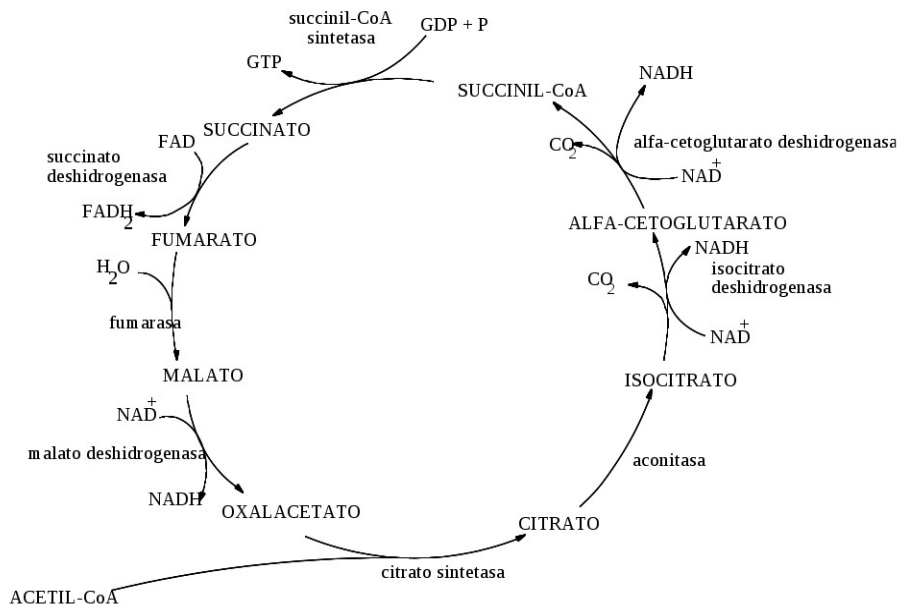 succinil-CoA
sintetasa
GDP + P
GTP
SUCCINIL-CoA
NADH
SUCCINATO
FAD
CO2
alfa-cetoglutarato deshidrogenasa
succinato
deshidrogenasa
NAD+
FADH2
ALFA-CETOGLUTARATO
FUMARATO
NADH
H2O
CO2
isocitrato
deshidrogenasa
fumarasa
NAD+
MALATO
ISOCITRATO
NAD+
malato deshidrogenasa
aconitasa
NADH
OXALACETATO
CITRATO
citrato sintetasa
ACETIL-CoA